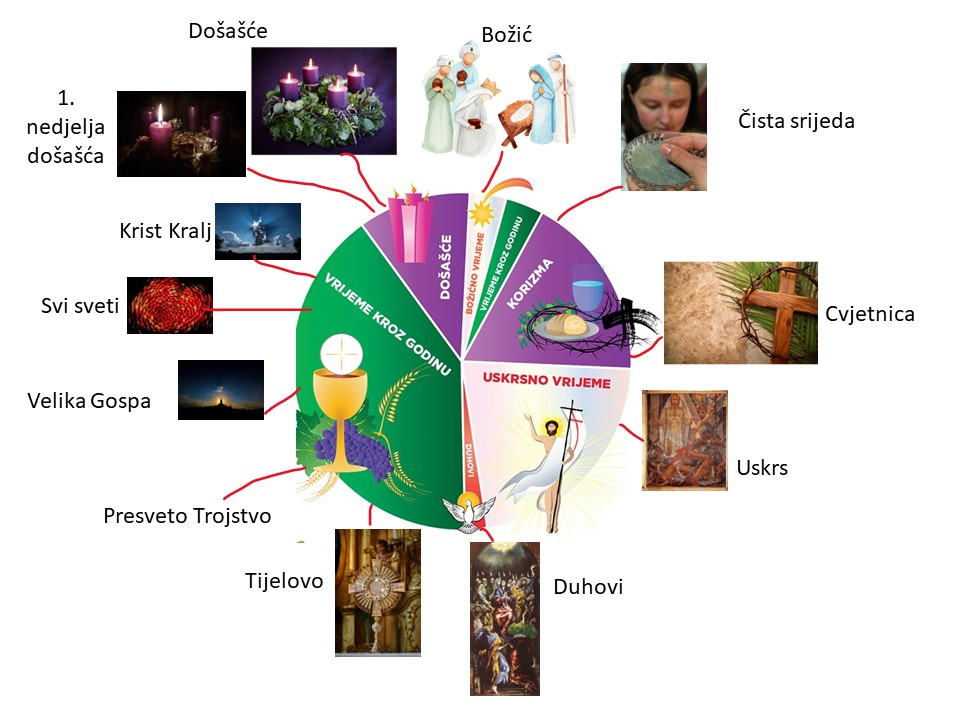 Došašće
Božić
1.
nedjelja
došašća
Čista srijeda
Krist Kralj
Svi sveti
Cvjetnica
Velika Gospa
Uskrs
Presveto Trojstvo
Tijelovo
Duhovi
DOŠAŠĆE
BOŽIĆNO VRIJEME
VRIJEME KROZ GODINU
KORIZMA
USKRSNO VRIJEME
DUHOVI
VRIJEME KROZ GODINU